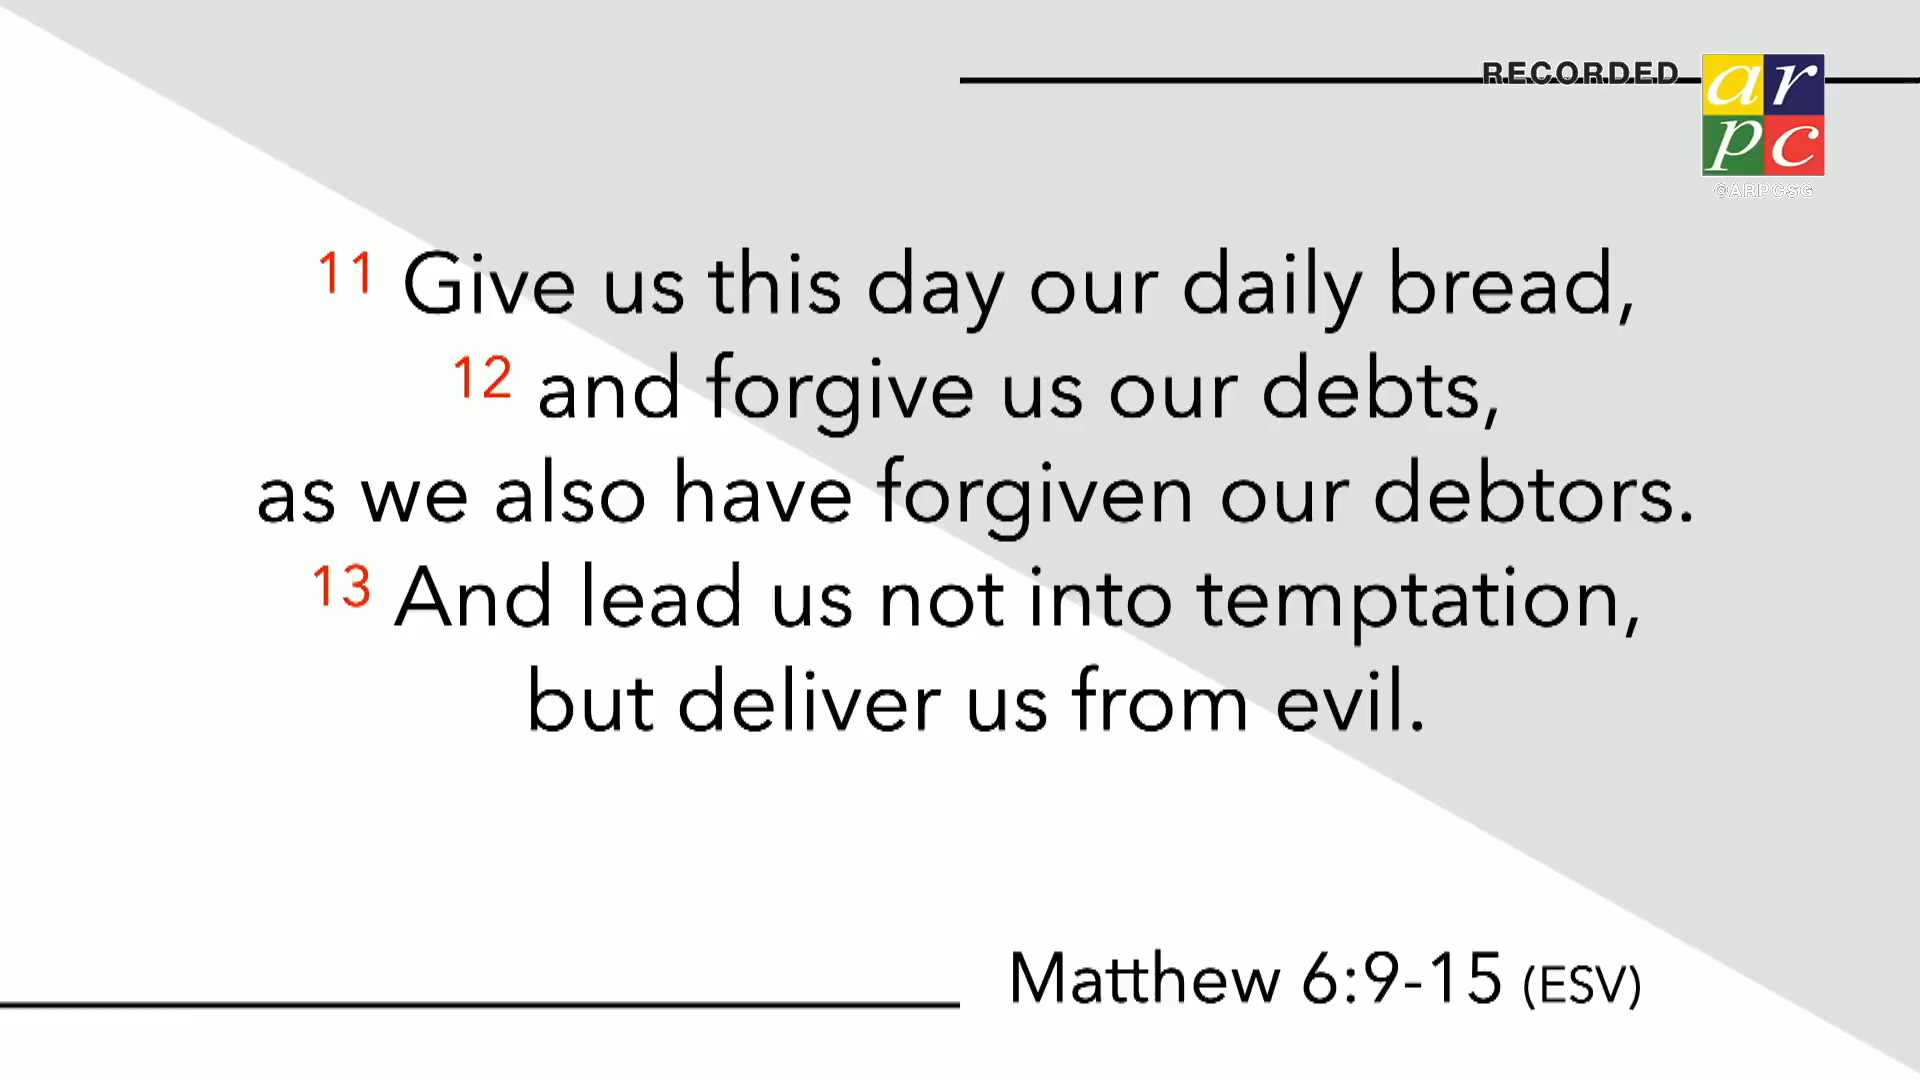 RECORDED
ar
pc
@ARPCSG
11 Give us this day our daily bread,
12 and forgive us our debts,
as we also have forgiven our debtors.
13 And lead us not into temptation,
but deliver us from evil.
Matthew 6:9-15 (ESV)